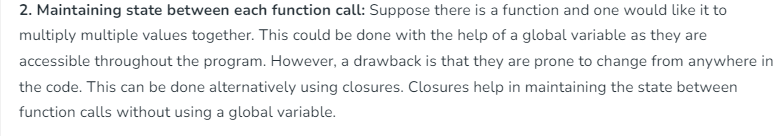 2. Maintaining state between each function call: Suppose there is a function and one would like it to
multiply multiple values together. This could be done with the help of a global variable as they are
accessible throughout the program. However, a drawback is that they are prone to change from anywhere in
the code. This can be done alternatively using closures. Closures help in maintaining the state between
function calls without using a global variable.